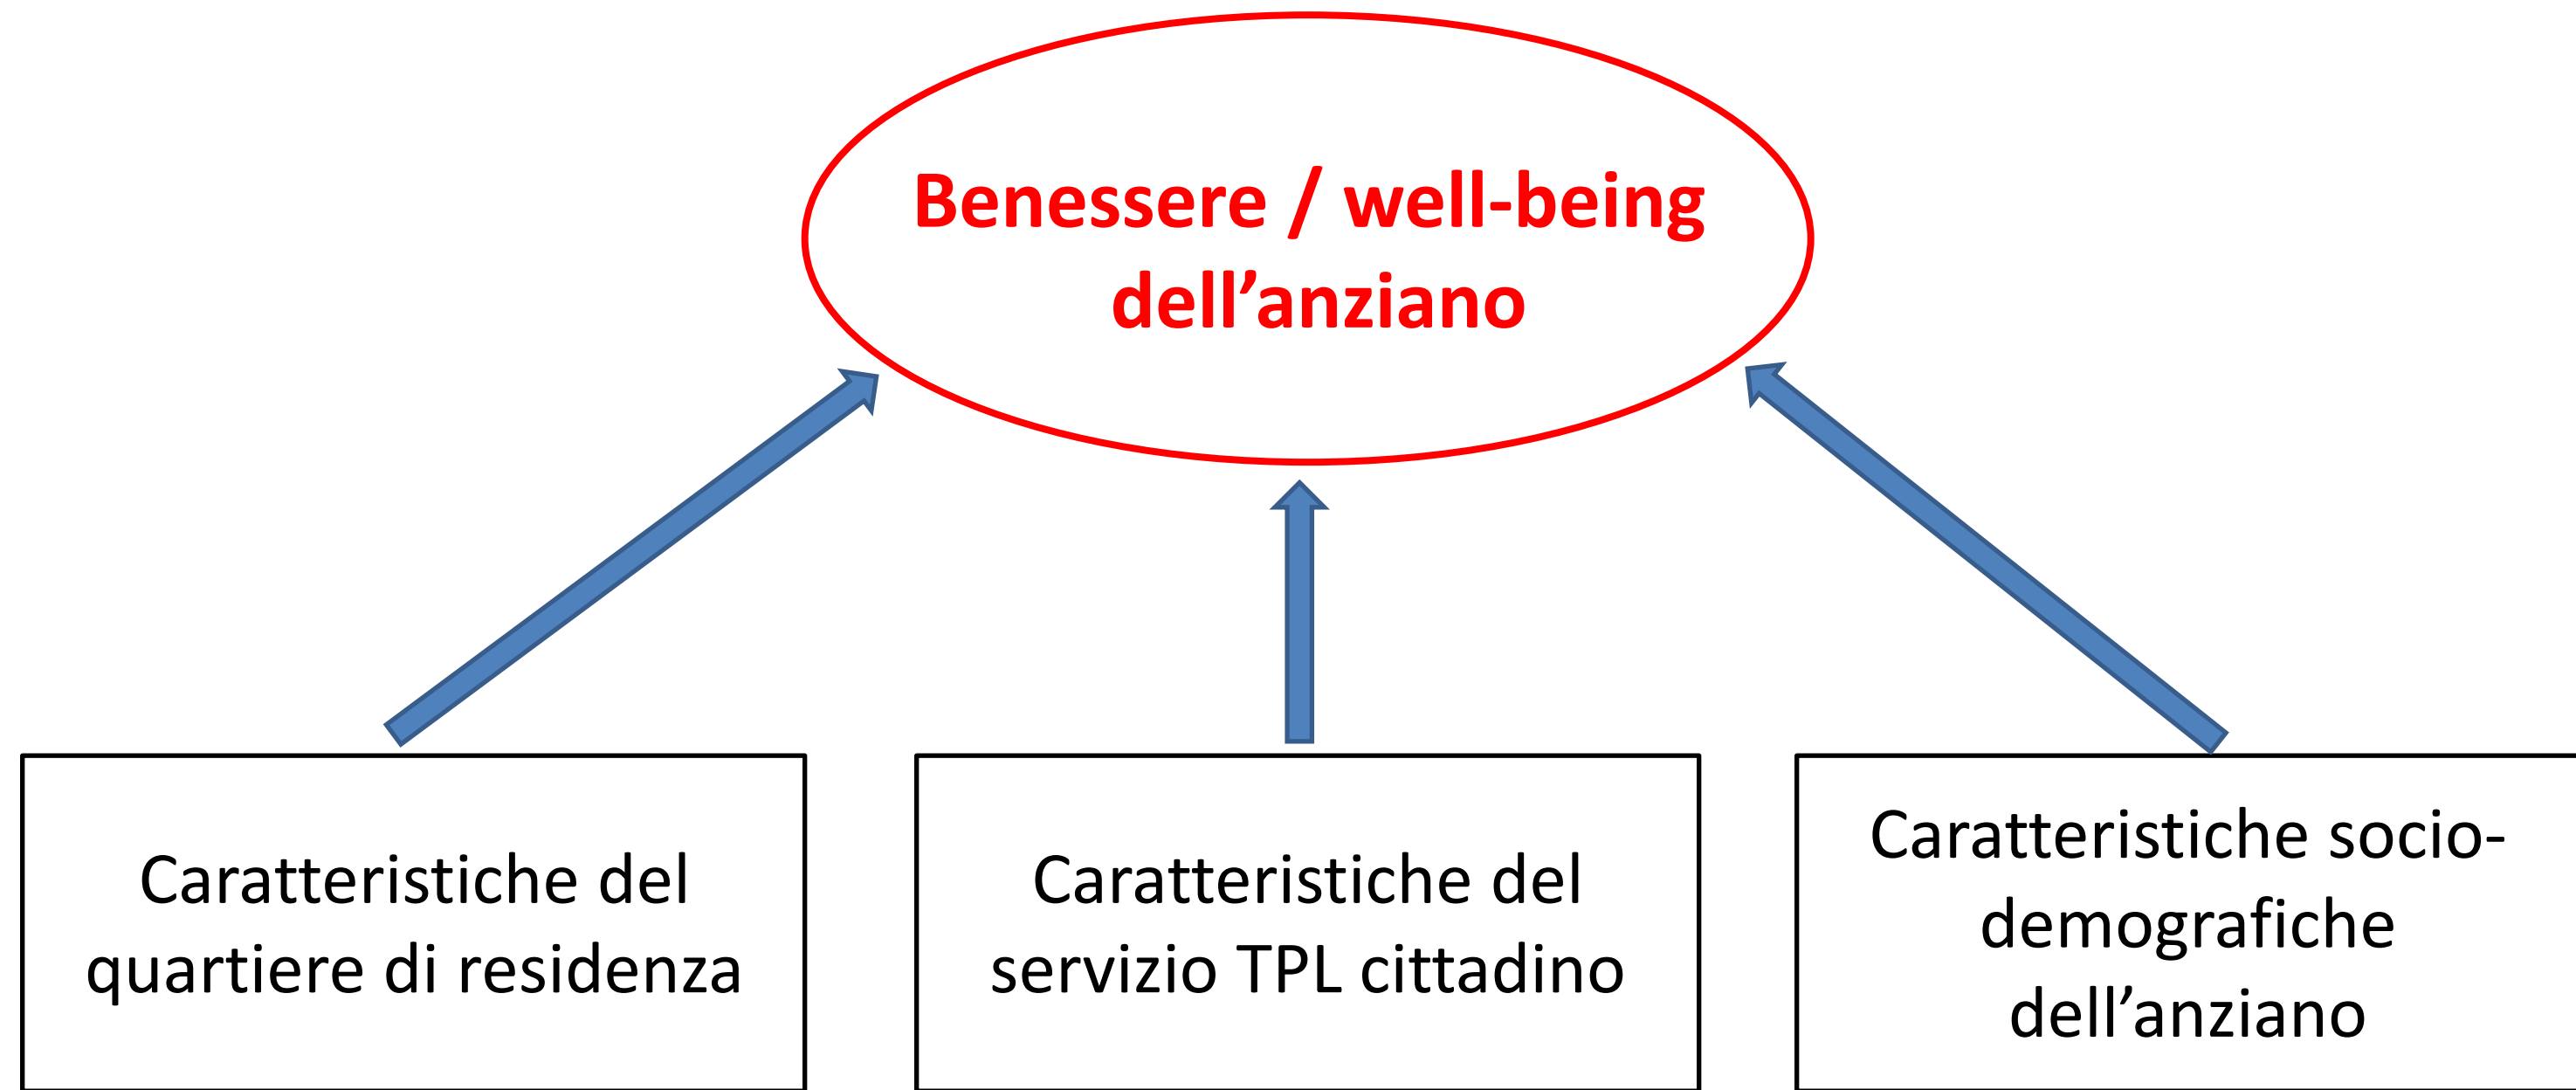 Benessere / well-being
dell’anziano
Caratteristiche del
quartiere di residenza
Caratteristiche del
servizio TPL cittadino
Caratteristiche socio-
demografiche
dell’anziano